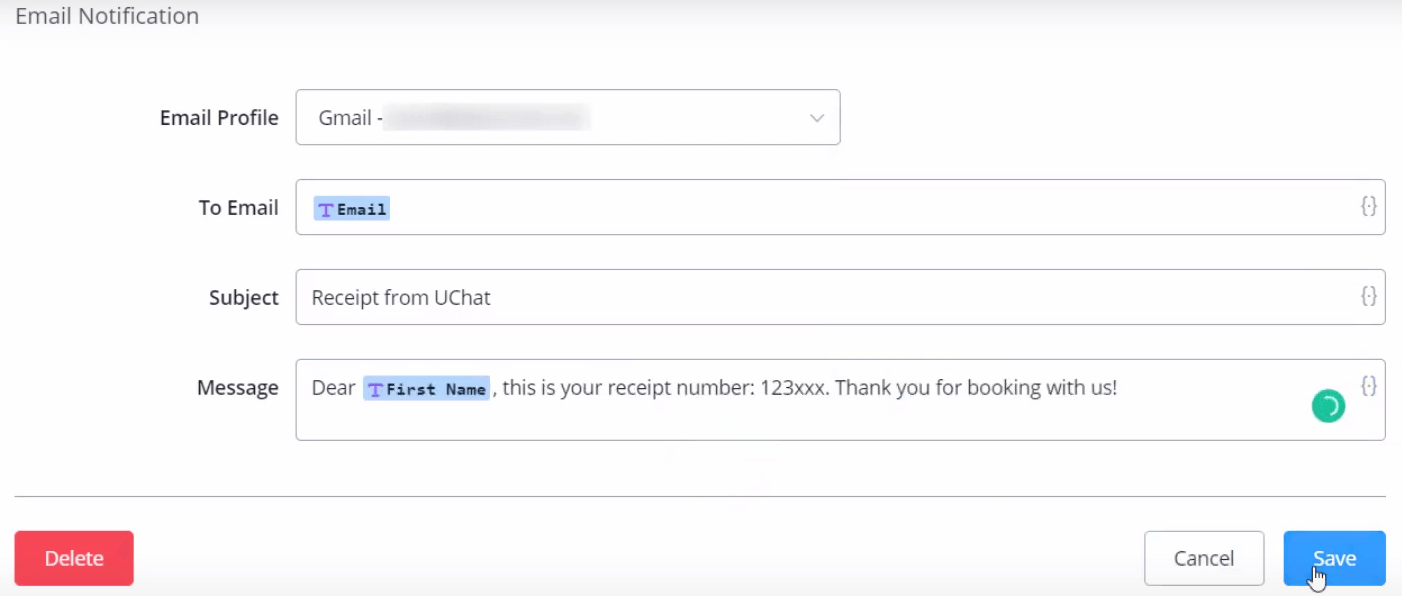 Email Notification
Email Profile Gmail -
To Email Email
Subject Receipt from UChat
Message Dear First Name, this is your receipt number: 123xxx. Thank you for booking with us!
Delete Cancel Save